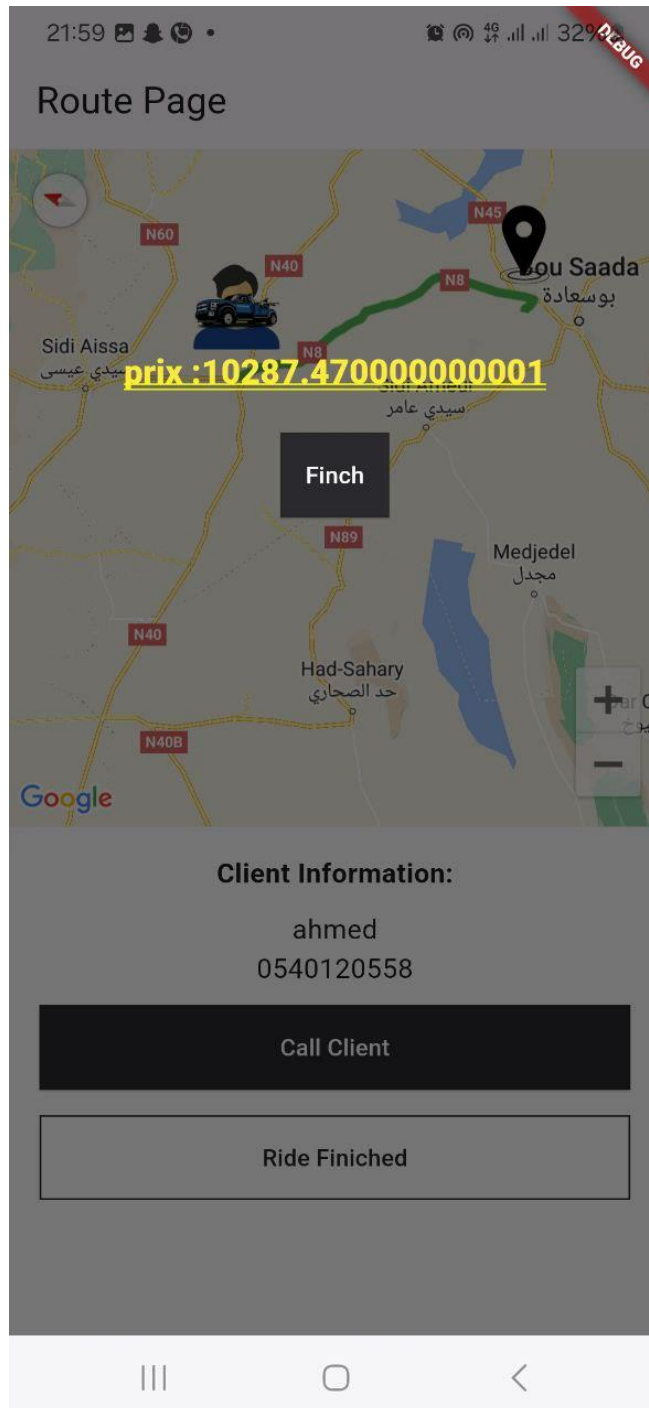 21:59
4G
32%
DEBUG
Route Page
N45
N60
N40
N8
Bou Saada
بوسعادة
N8
Sidi Aissa
سيدي عيسى
prix :10287.470000000001
سيدي عامر
Finch
N89
Medjedel
مجدل
N40
Had-Sahary
حد الصحاري
+
N40B
−
Google
Client Information:
ahmed
0540120558
Call Client
Ride Finiched